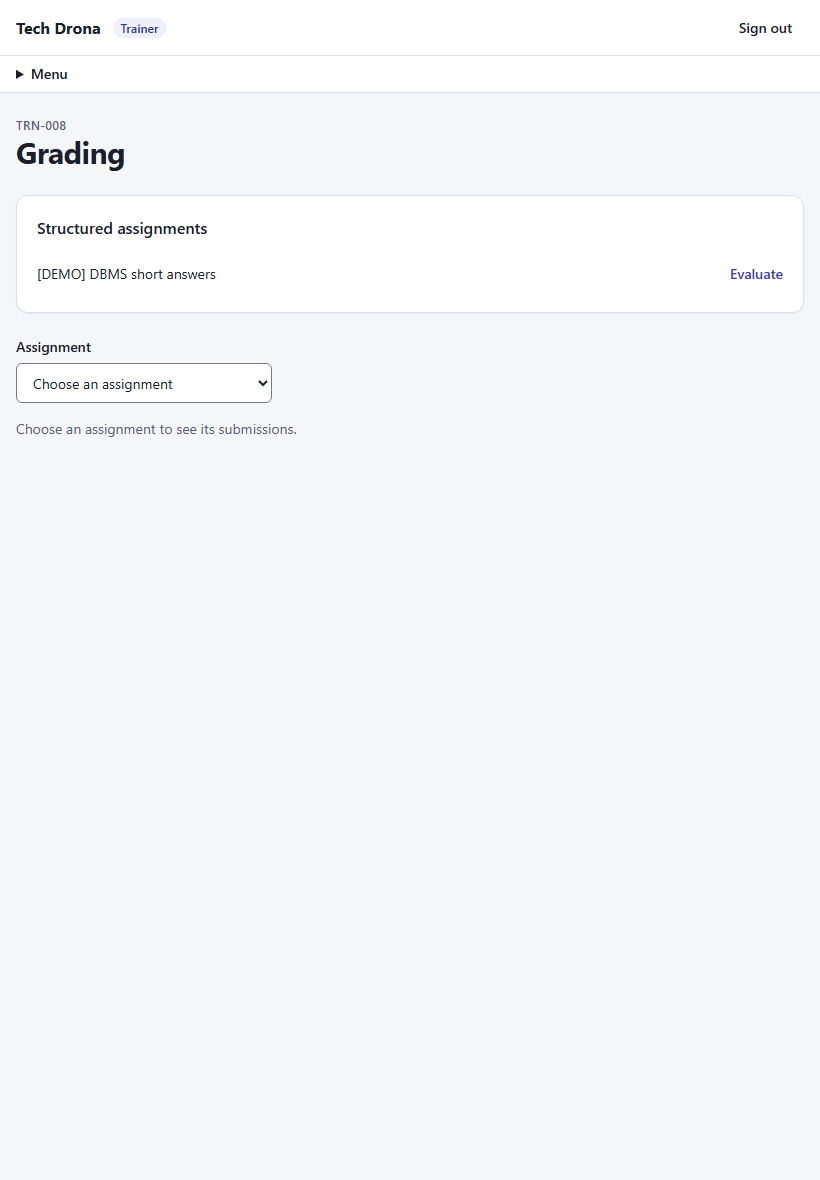 Tech Drona Trainer Sign out
Menu
TRN-008
Grading
Structured assignments
[DEMO] DBMS short answers Evaluate
Assignment
Choose an assignment
Choose an assignment to see its submissions.